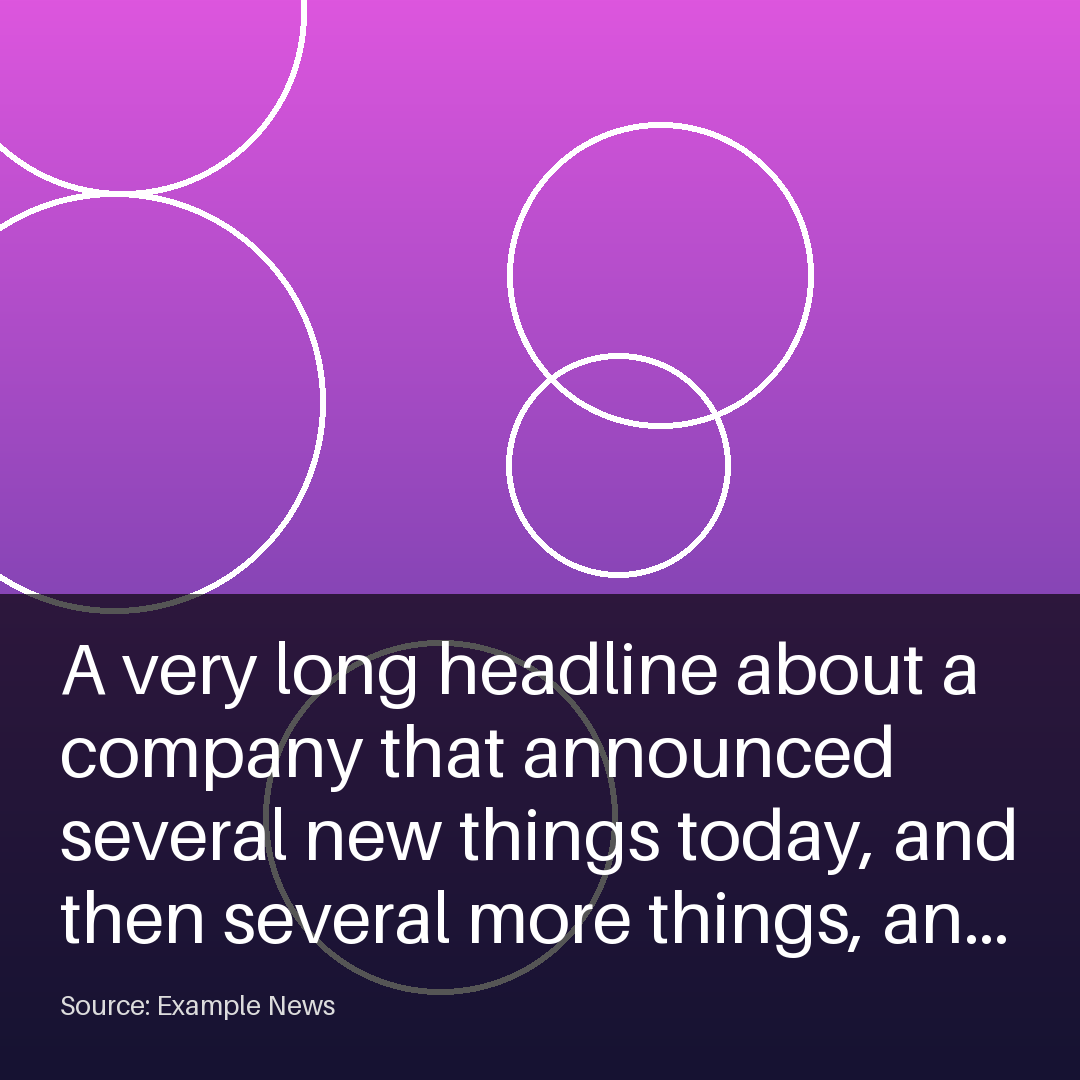 A very long headline about a
company that announced
several new things today, and
then several more things, an...
Source: Example News